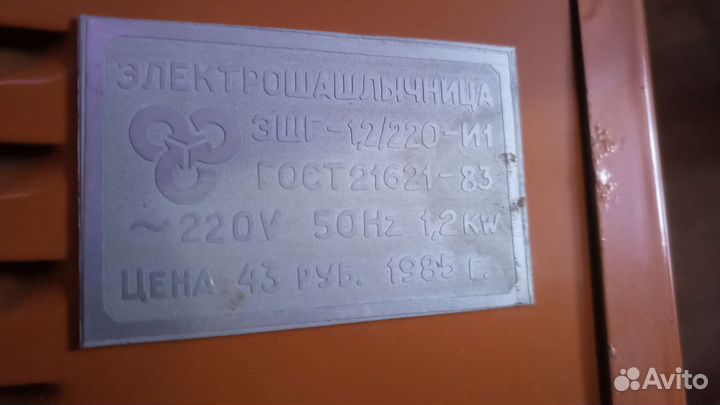 ЭЛЕКТРОШАШЛЫЧНИЦА
ЭШГ-1,2/220-И1
ГОСТ 21621-83
~220V 50Hz 1,2kW
ЦЕНА 43 РУБ. 1985 Г.
Avito